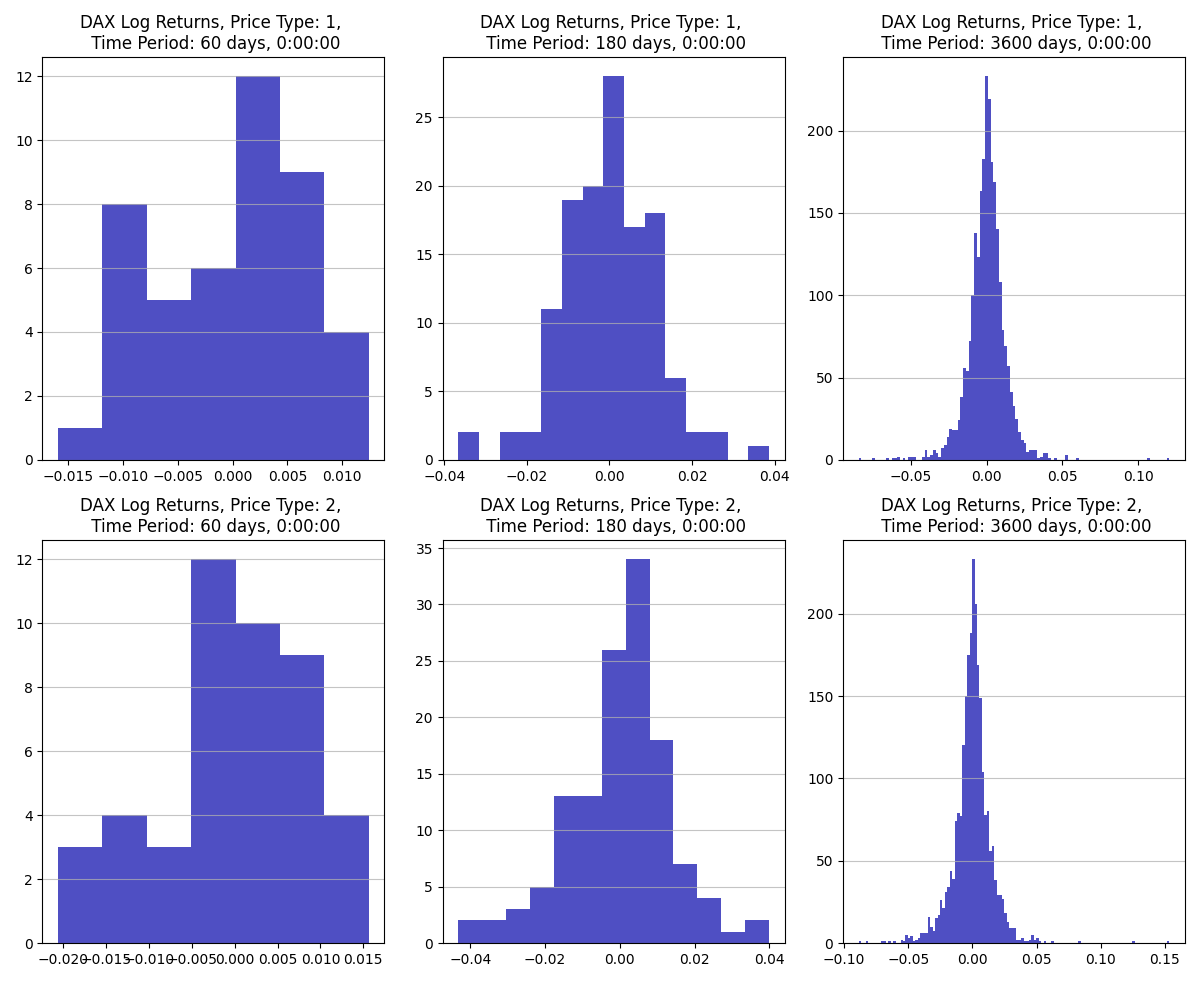 DAX Log Returns, Price Type: 1,
Time Period: 60 days, 0:00:00
12
10
8
6
4
2
0
−0.015 −0.010 −0.005 0.000 0.005 0.010
DAX Log Returns, Price Type: 1,
Time Period: 180 days, 0:00:00
25
20
15
10
5
0
−0.04 −0.02 0.00 0.02 0.04
DAX Log Returns, Price Type: 1,
Time Period: 3600 days, 0:00:00
200
150
100
50
0
−0.05 0.00 0.05 0.10
DAX Log Returns, Price Type: 2,
Time Period: 60 days, 0:00:00
12
10
8
6
4
2
0
−0.020 −0.015 −0.010 −0.005 0.000 0.005 0.010 0.015
DAX Log Returns, Price Type: 2,
Time Period: 180 days, 0:00:00
35
30
25
20
15
10
5
0
−0.04 −0.02 0.00 0.02 0.04
DAX Log Returns, Price Type: 2,
Time Period: 3600 days, 0:00:00
200
150
100
50
0
−0.10 −0.05 0.00 0.05 0.10 0.15